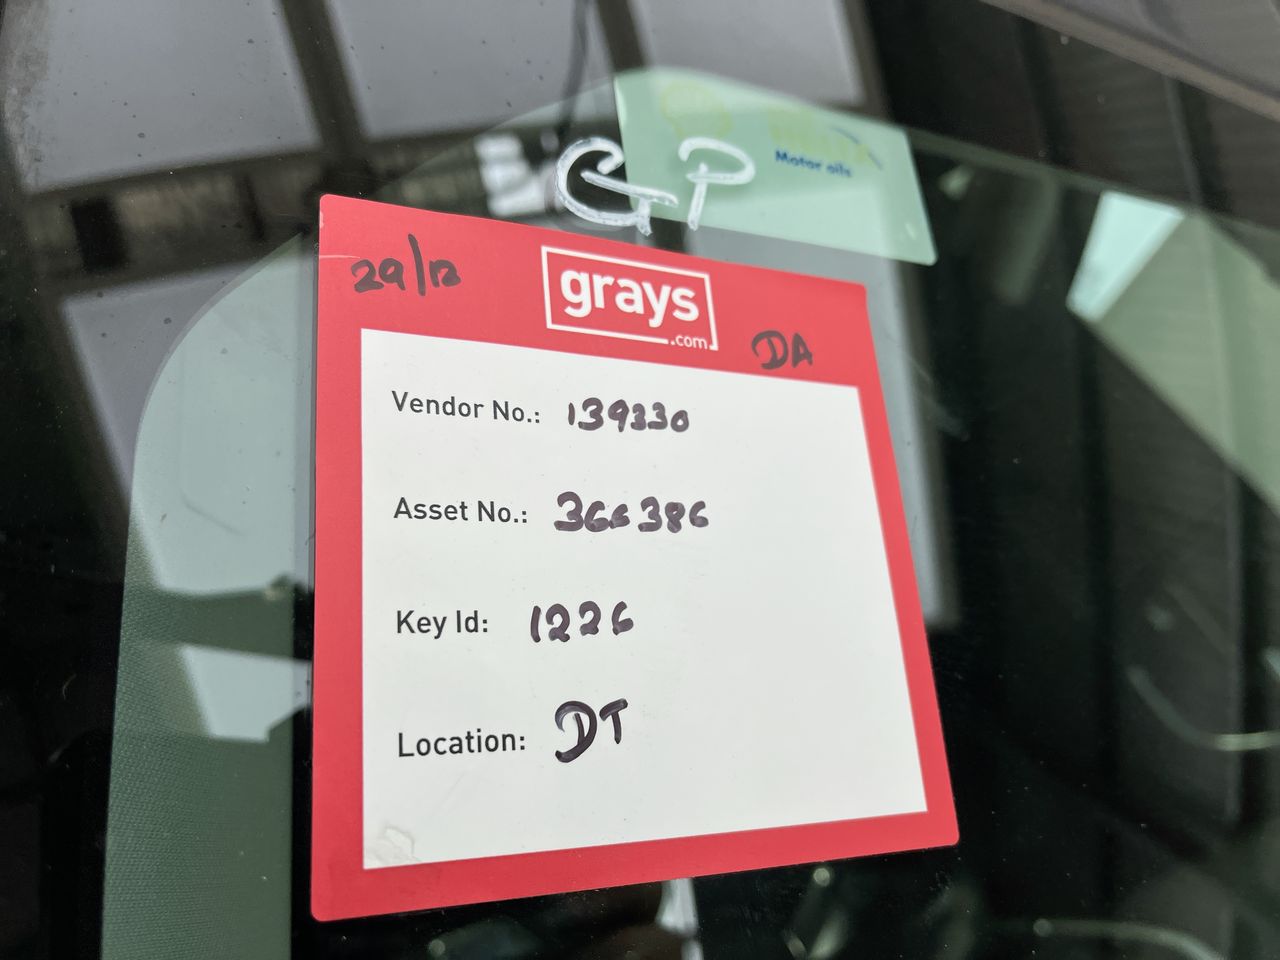 GP
Motor oils
29/12
grays
.com
DA
Vendor No.: 139330
Asset No.: 366386
Key Id: 1226
Location: DT